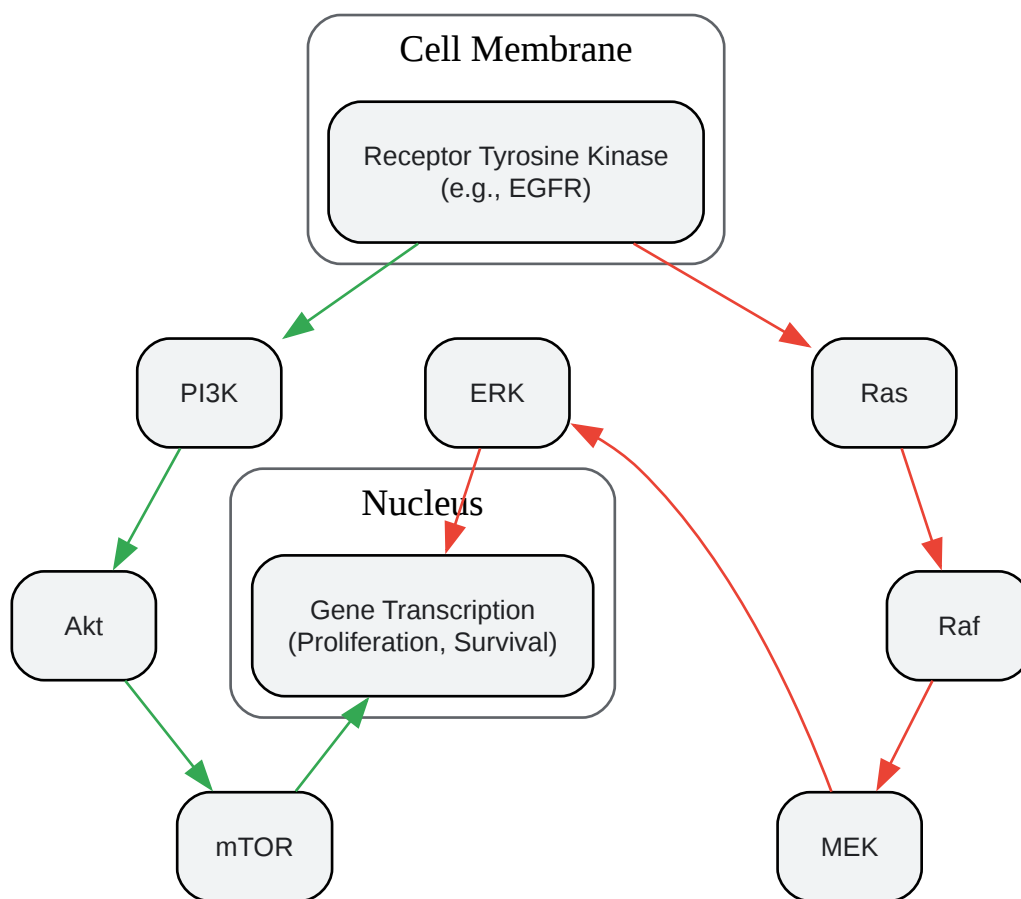 Cell Membrane
Receptor Tyrosine Kinase
(e.g., EGFR)
PI3K
ERK
Ras
Nucleus
Gene Transcription
(Proliferation, Survival)
Akt
Raf
mTOR
MEK